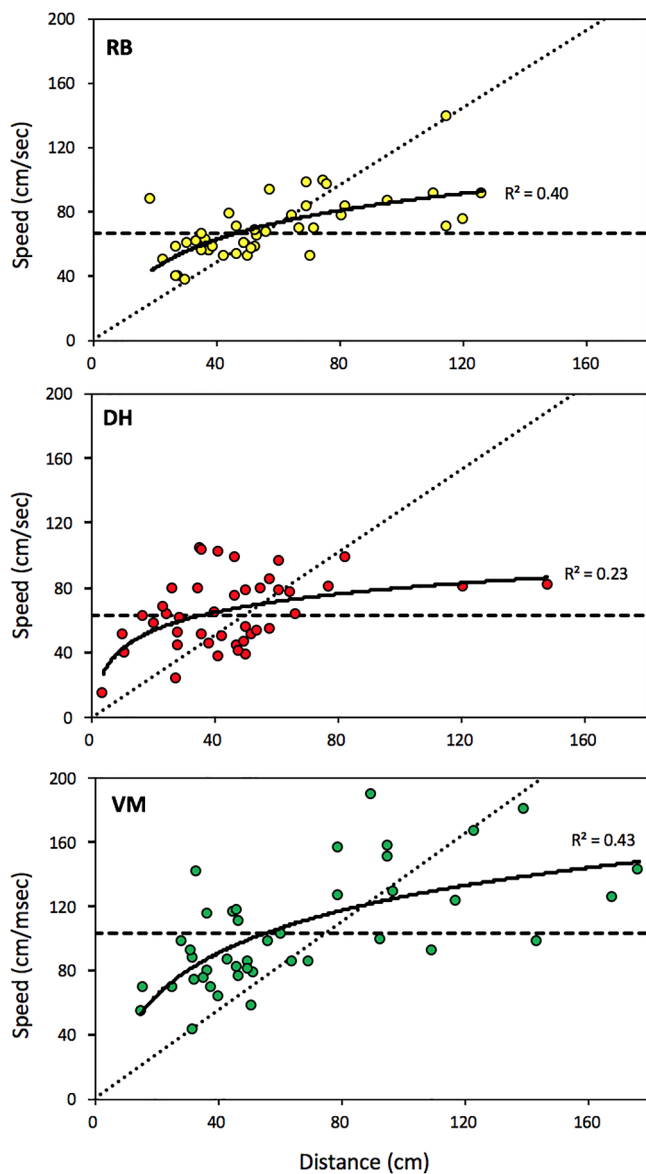 RB
200
160
120
80
40
0
Speed (cm/sec)
R² = 0.40
0 40 80 120 160
DH
200
160
120
80
40
0
Speed (cm/sec)
R² = 0.23
0 40 80 120 160
VM
200
160
120
80
40
0
Speed (cm/msec)
R² = 0.43
0 40 80 120 160
Distance (cm)